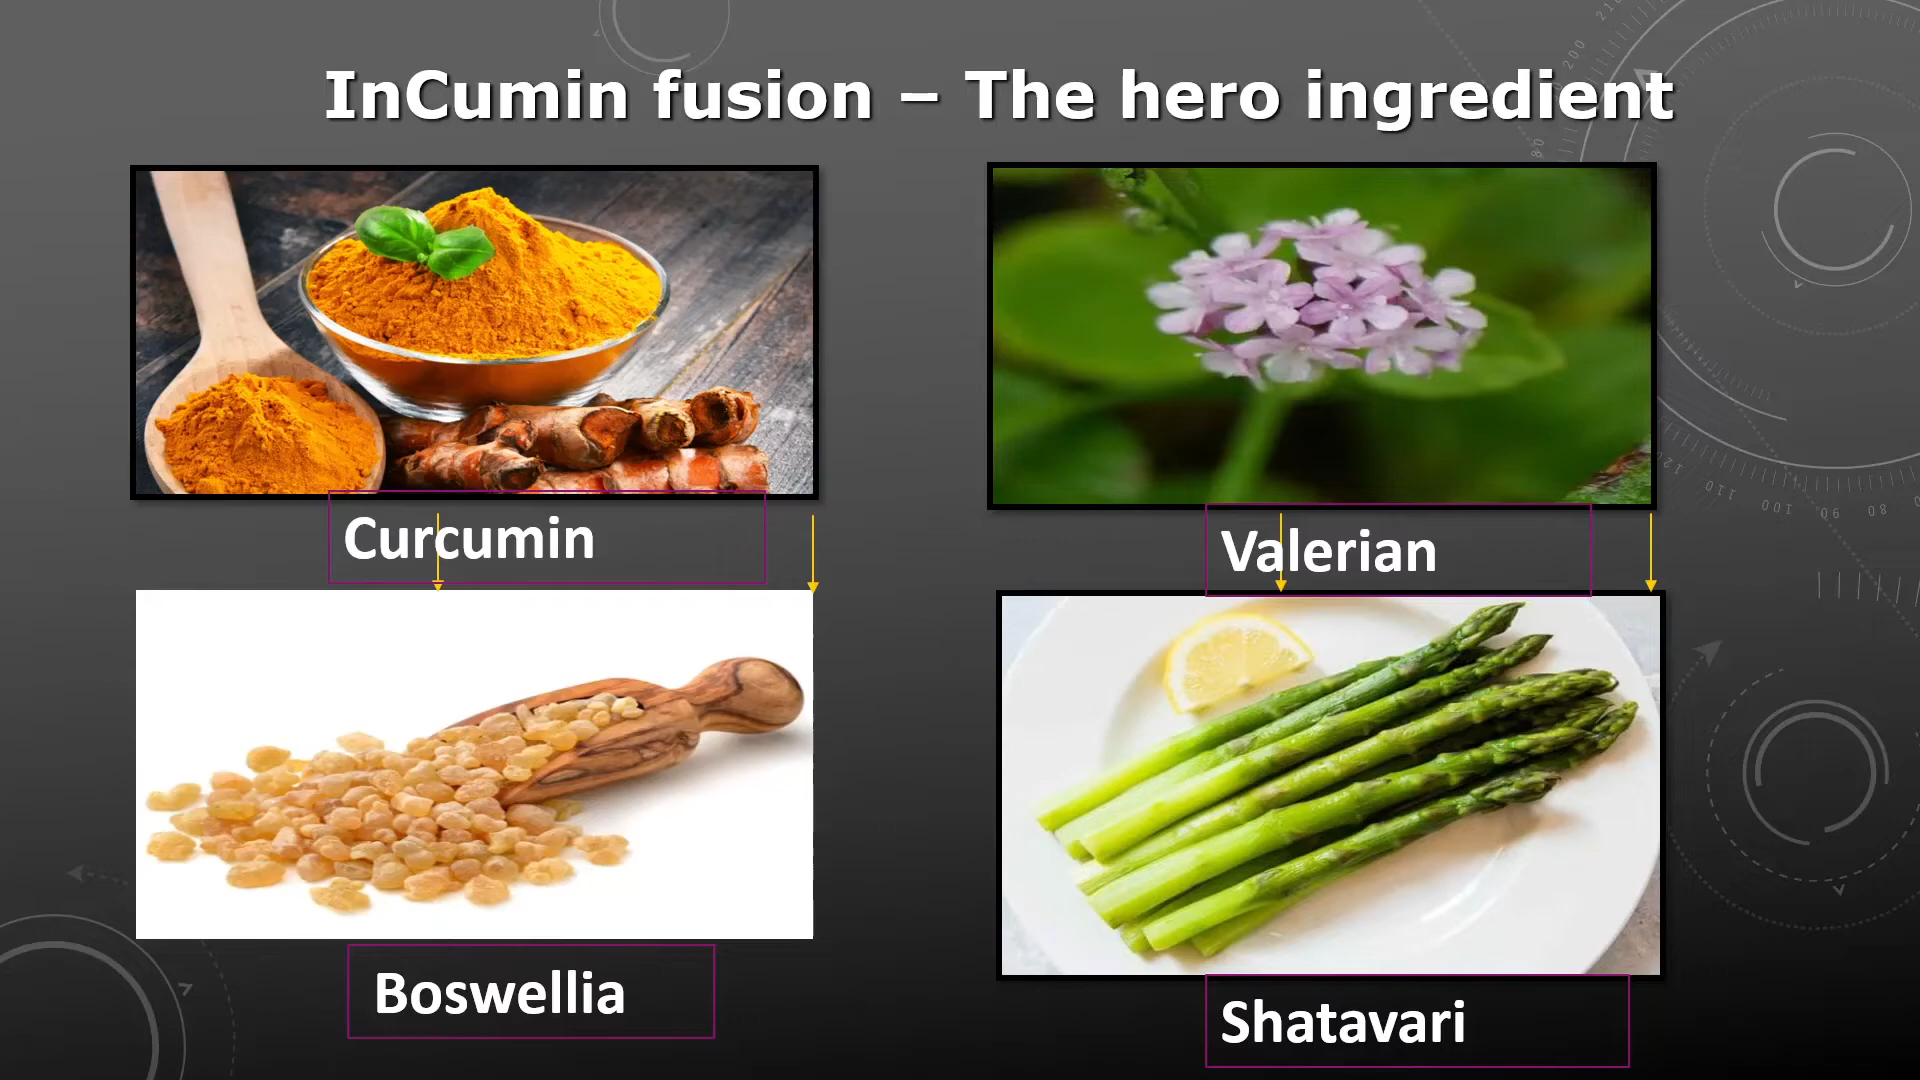 InCumin fusion – The hero ingredient
Curcumin
Valerian
Boswellia
Shatavari